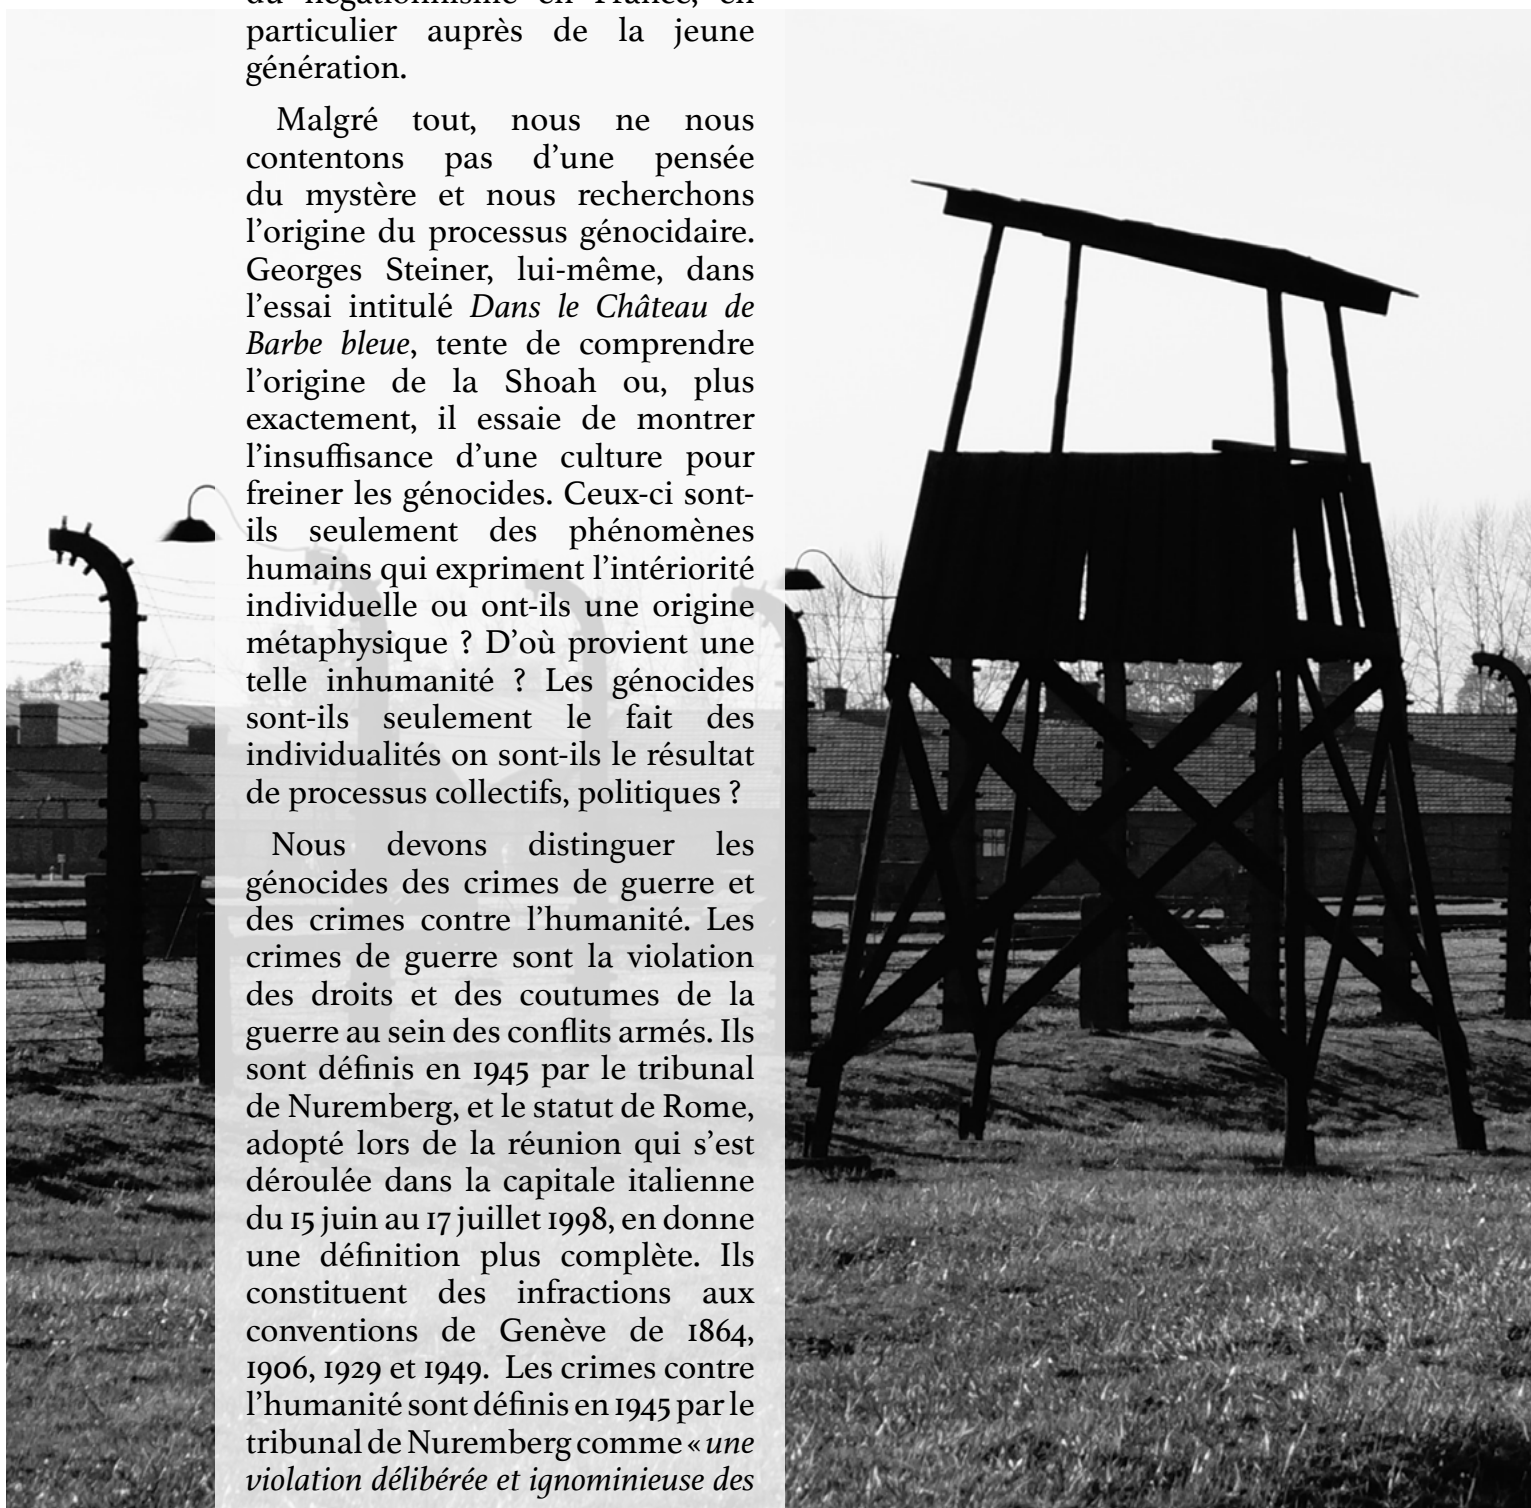 du négationnisme en France, en
particulier auprès de la jeune
génération.
Malgré tout, nous ne nous
contentons pas d’une pensée
du mystère et nous recherchons
l’origine du processus génocidaire.
Georges Steiner, lui-même, dans
l’essai intitulé Dans le Château de
Barbe bleue, tente de comprendre
l’origine de la Shoah ou, plus
exactement, il essaie de montrer
l’insuffisance d’une culture pour
freiner les génocides. Ceux-ci sont-
ils seulement des phénomènes
humains qui expriment l’intériorité
individuelle ou ont-ils une origine
métaphysique ? D’où provient une
telle inhumanité ? Les génocides
sont-ils seulement le fait des
individualités on sont-ils le résultat
de processus collectifs, politiques ?
Nous devons distinguer les
génocides des crimes de guerre et
des crimes contre l’humanité. Les
crimes de guerre sont la violation
des droits et des coutumes de la
guerre au sein des conflits armés. Ils
sont définis en 1945 par le tribunal
de Nuremberg, et le statut de Rome,
adopté lors de la réunion qui s’est
déroulée dans la capitale italienne
du 15 juin au 17 juillet 1998, en donne
une définition plus complète. Ils
constituent des infractions aux
conventions de Genève de 1864,
1906, 1929 et 1949. Les crimes contre
l’humanité sont définis en 1945 par le
tribunal de Nuremberg comme « une
violation délibérée et ignominieuse des